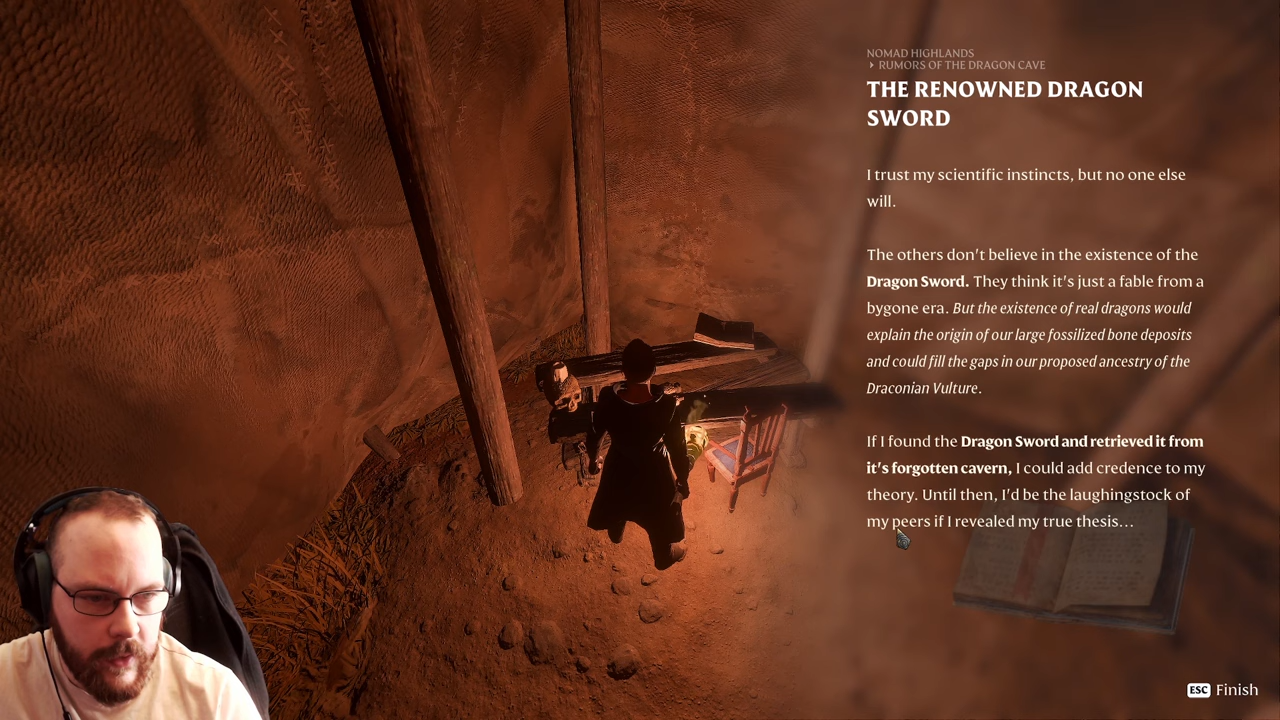 NOMAD HIGHLANDS
RUMORS OF THE DRAGON CAVE
THE RENOWNED DRAGON
SWORD
I trust my scientific instincts, but no one else
will.
The others don't believe in the existence of the
Dragon Sword. They think it's just a fable from a
bygone era. But the existence of real dragons would
explain the origin of our large fossilized bone deposits
and could fill the gaps in our proposed ancestry of the
Draconian Vulture.
If I found the Dragon Sword and retrieved it from
it's forgotten cavern, I could add credence to my
theory. Until then, I'd be the laughingstock of
my peers if I revealed my true thesis...
ESC Finish